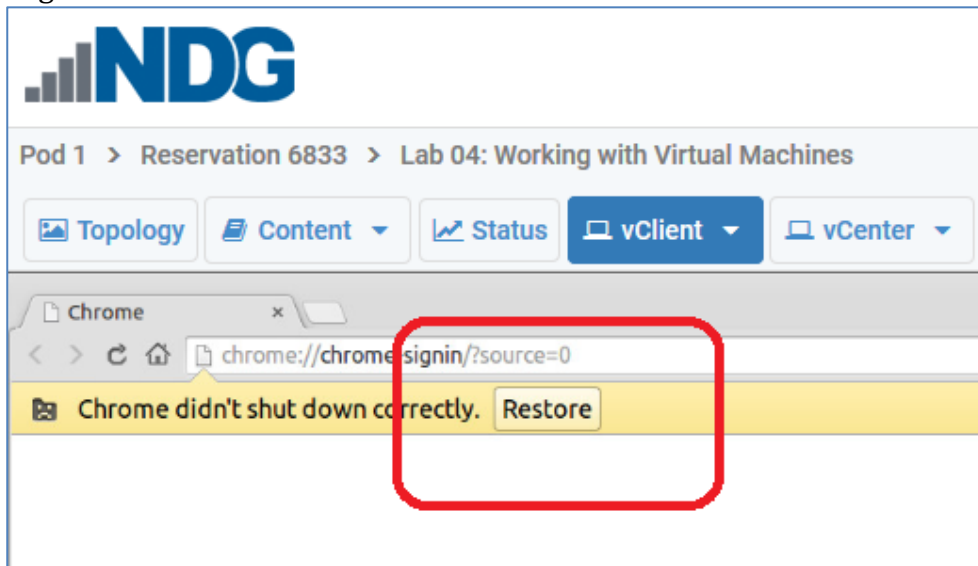 NDG
Pod 1 > Reservation 6833 > Lab 04: Working with Virtual Machines
Topology Content Status vClient vCenter
Chrome ×
chrome://chrome-signin/?source=0
Chrome didn't shut down correctly. Restore